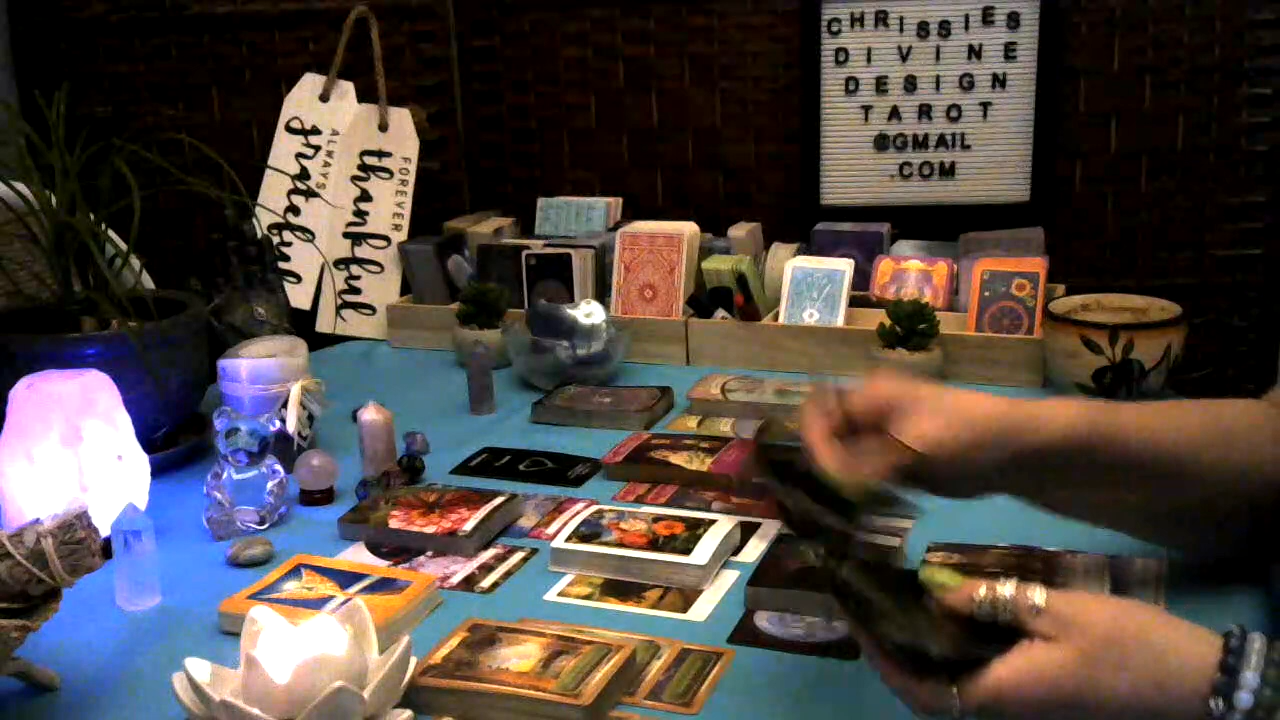 ALWAYS
grateful
FOREVER
thankful
CHRISSIES
DIVINE
DESIGN
TAROT
@GMAIL
.COM